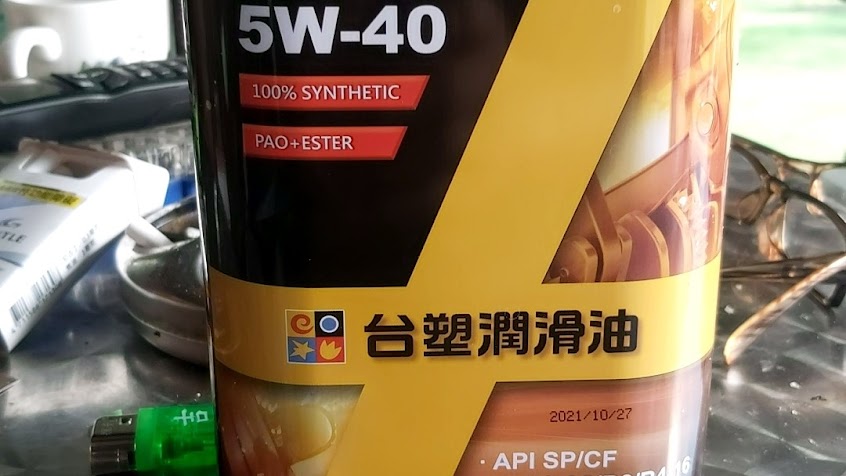 5W-40
100% SYNTHETIC
PAO+ESTER
台塑潤滑油
2021/10/27
· API SP/CF